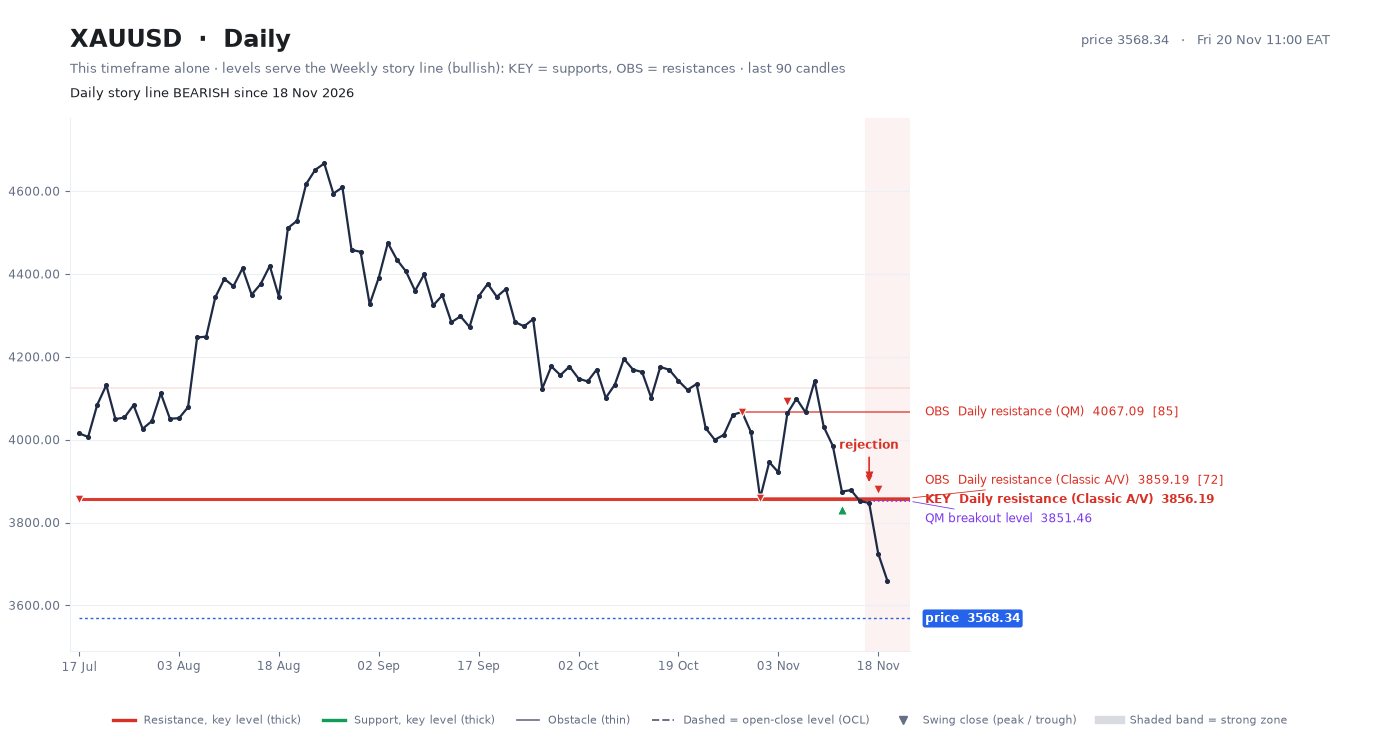 XAUUSD · Daily
price 3568.34 · Fri 20 Nov 11:00 EAT
This timeframe alone · levels serve the Weekly story line (bullish): KEY = supports, OBS = resistances · last 90 candles
Daily story line BEARISH since 18 Nov 2026
4600.00
4400.00
4200.00
4000.00
3800.00
3600.00
OBS Daily resistance (QM) 4067.09 [85]
rejection
OBS Daily resistance (Classic A/V) 3859.19 [72]
KEY Daily resistance (Classic A/V) 3856.19
QM breakout level 3851.46
price 3568.34
17 Jul 03 Aug 18 Aug 02 Sep 17 Sep 02 Oct 19 Oct 03 Nov 18 Nov
Resistance, key level (thick) Support, key level (thick) Obstacle (thin) Dashed = open-close level (OCL) Swing close (peak / trough) Shaded band = strong zone